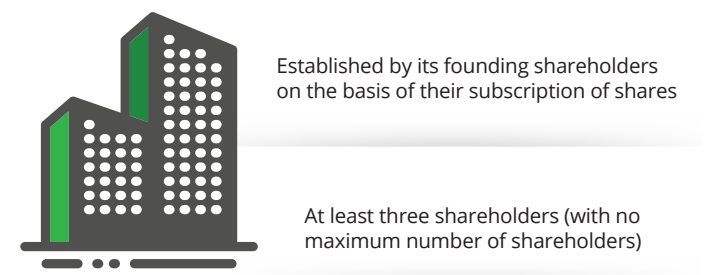 Established by its founding shareholders
on the basis of their subscription of shares
At least three shareholders (with no
maximum number of shareholders)